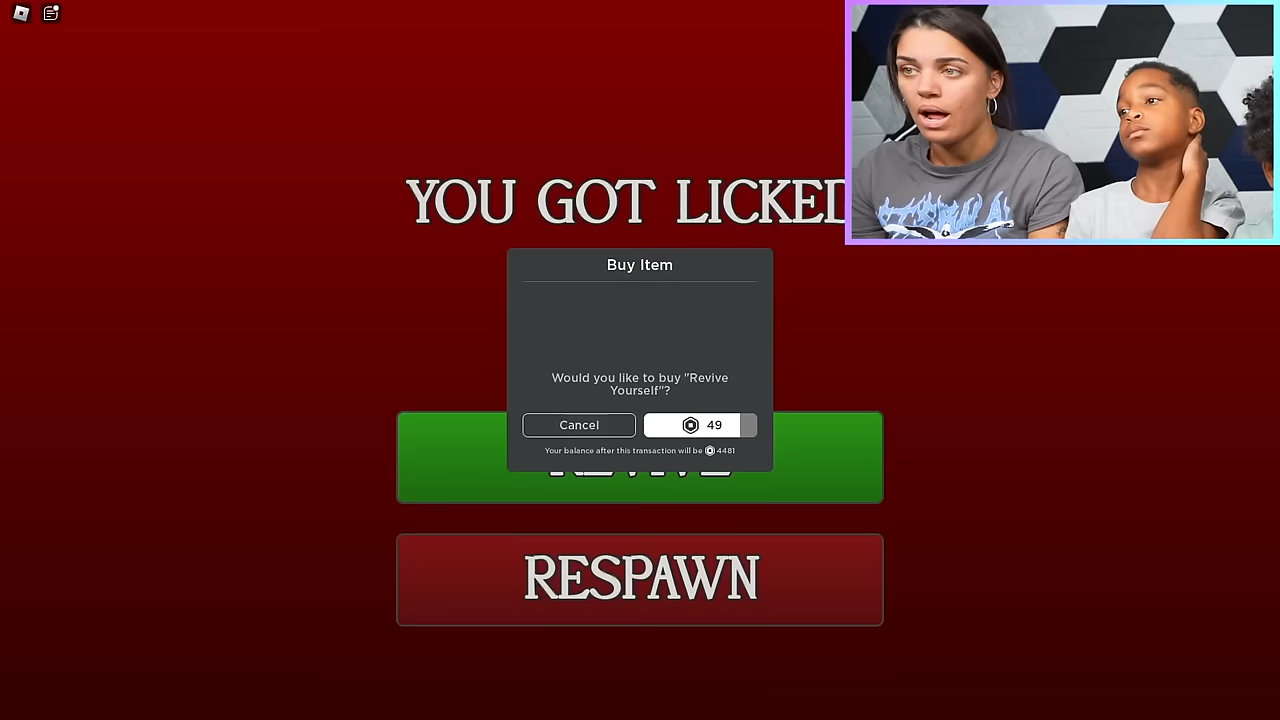 YOU GOT LICKED
Buy Item
Would you like to buy "Revive
Yourself"?
Cancel
49
Your balance after this transaction will be 4481
RESPAWN